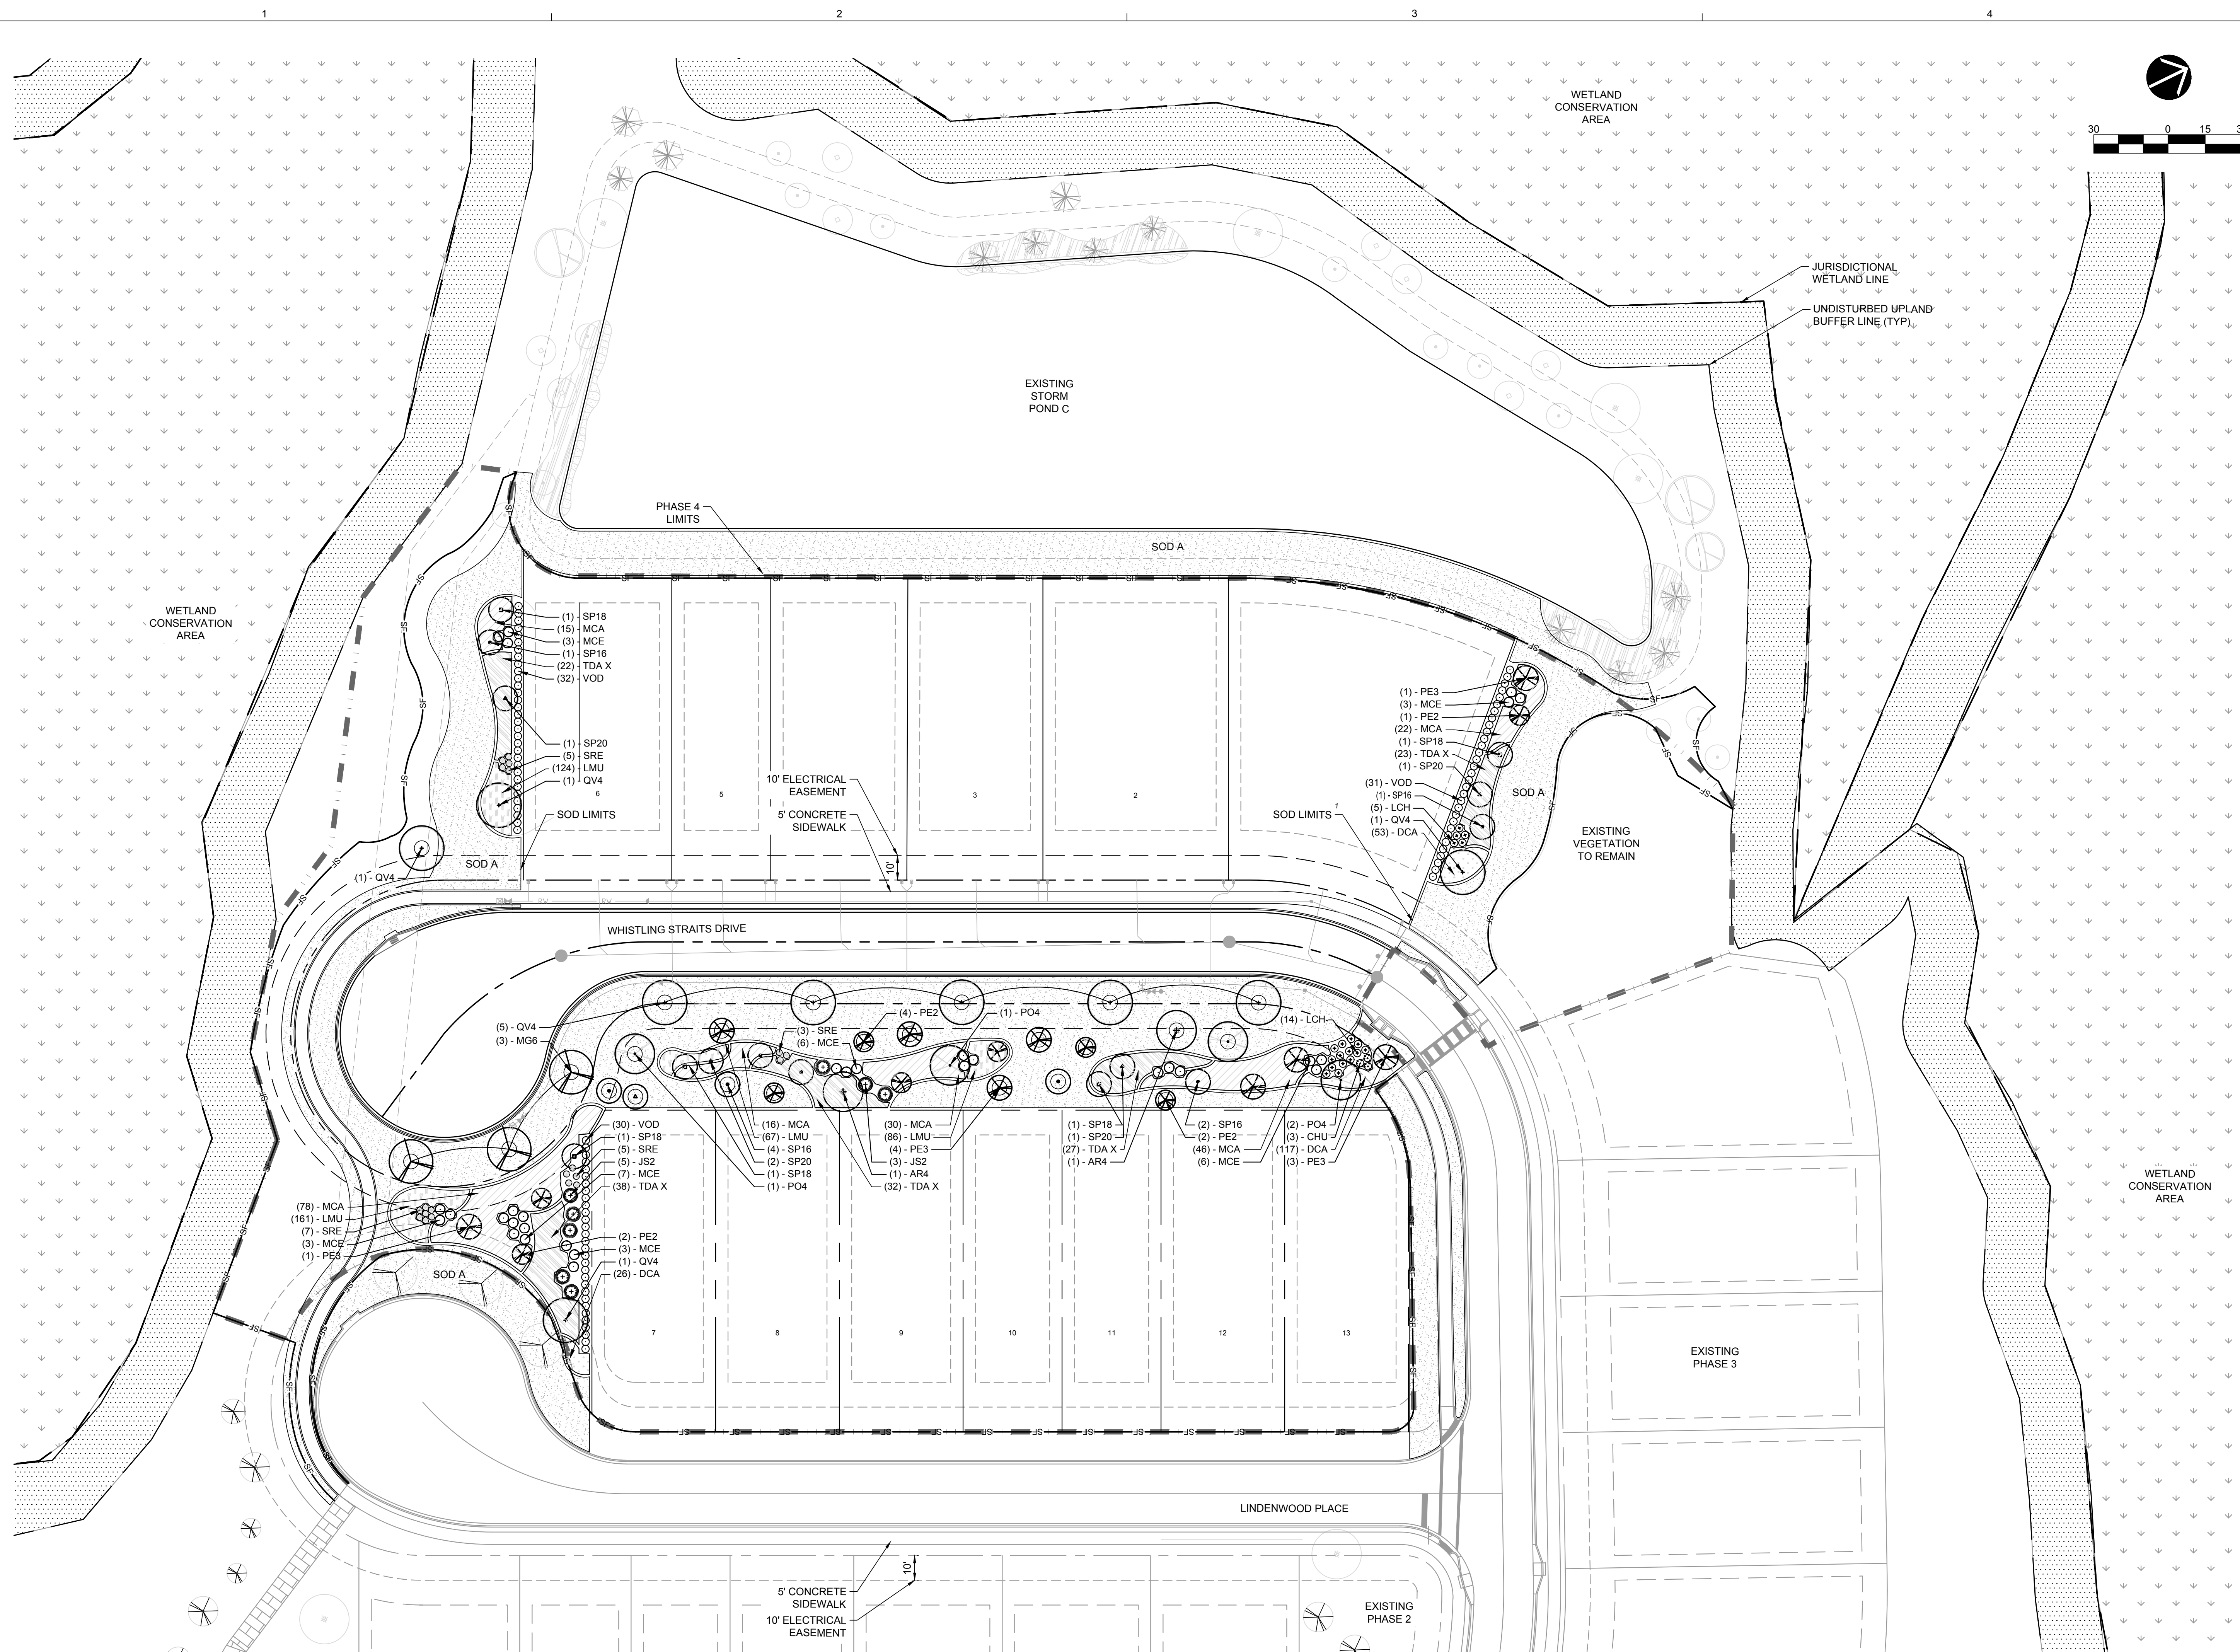 1
2
3
4
WETLAND
CONSERVATION
AREA
30
0
15
JURISDICTIONAL
WETLAND LINE
UNDISTURBED UPLAND
BUFFER LINE (TYP)
EXISTING
STORM
POND C
PHASE 4
LIMITS
SOD A
WETLAND
CONSERVATION
AREA
(1) - SP18
(15) - MCA
(3) - MCE
(1) - SP16
(22) - TDA X
(32) - VOD
(1) - SP20
(5) - SRE
(124) - LMU
(1) - QV4
6
5
3
2
1
10' ELECTRICAL
EASEMENT
5' CONCRETE
SIDEWALK
10'
SOD LIMITS
SOD LIMITS
SOD A
(1) - QV4
(1) - PE3
(3) - MCE
(1) - PE2
(22) - MCA
(1) - SP18
(23) - TDA X
(1) - SP20
(31) - VOD
(1) - SP16
(5) - LCH
(1) - QV4
(53) - DCA
SOD A
EXISTING
VEGETATION
TO REMAIN
WHISTLING STRAITS DRIVE
(5) - QV4
(3) - MG6
(3) - SRE
(6) - MCE
(4) - PE2
(1) - PO4
(14) - LCH
(30) - VOD
(1) - SP18
(5) - SRE
(5) - JS2
(7) - MCE
(38) - TDA X
(16) - MCA
(67) - LMU
(4) - SP16
(2) - SP20
(1) - SP18
(1) - PO4
(30) - MCA
(86) - LMU
(4) - PE3
(3) - JS2
(1) - AR4
(32) - TDA X
(1) - SP18
(1) - SP20
(27) - TDA X
(1) - AR4
(2) - SP16
(2) - PE2
(46) - MCA
(6) - MCE
(2) - PO4
(3) - CHU
(117) - DCA
(3) - PE3
(78) - MCA
(161) - LMU
(7) - SRE
(3) - MCE
(1) - PE3
(2) - PE2
(3) - MCE
(1) - QV4
(26) - DCA
SOD A
WETLAND
CONSERVATION
AREA
7
8
9
10
11
12
13
EXISTING
PHASE 3
LINDENWOOD PLACE
10'
5' CONCRETE
SIDEWALK
10' ELECTRICAL
EASEMENT
EXISTING
PHASE 2